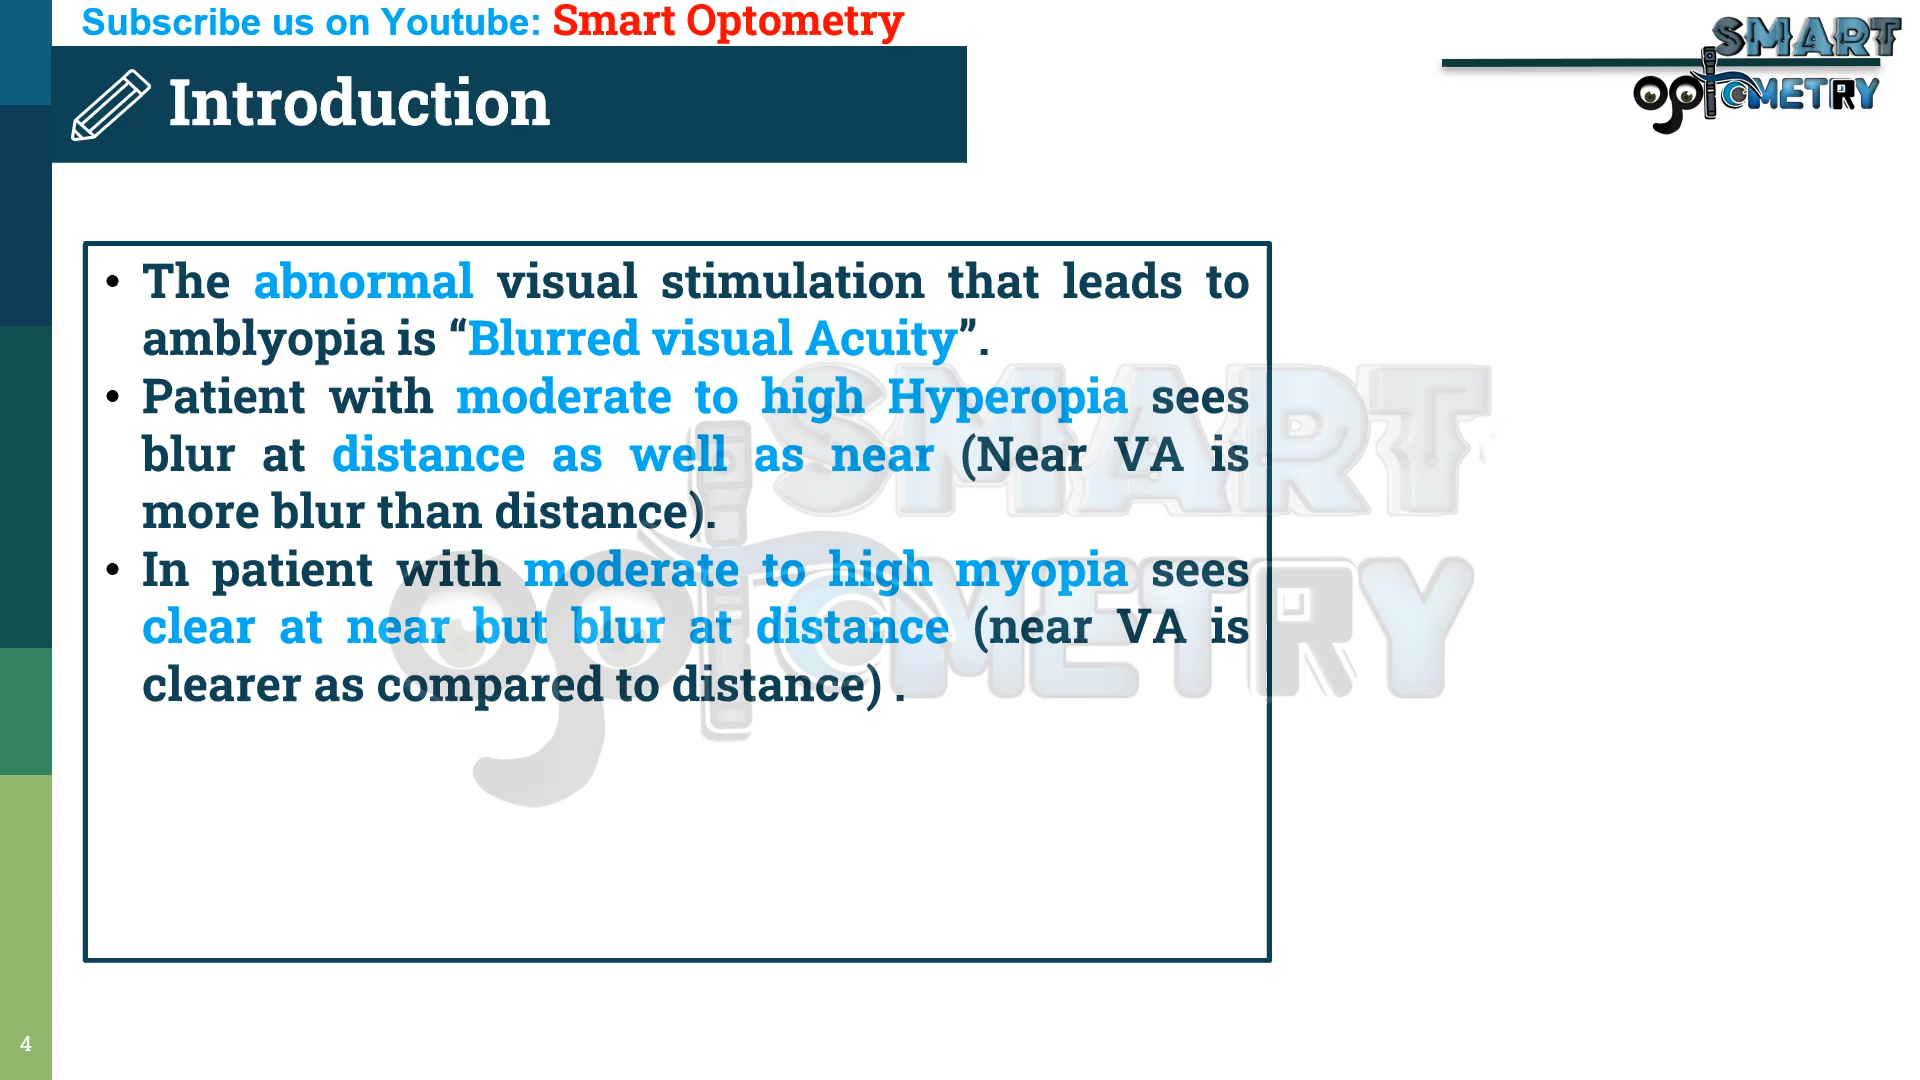 Subscribe us on Youtube: Smart Optometry
SMART
OptOMETRY
Introduction
• The abnormal visual stimulation that leads to
amblyopia is “Blurred visual Acuity”.
• Patient with moderate to high Hyperopia sees
blur at distance as well as near (Near VA is
more blur than distance).
• In patient with moderate to high myopia sees
clear at near but blur at distance (near VA is
clearer as compared to distance) .
SMART
OptOMETRY
4